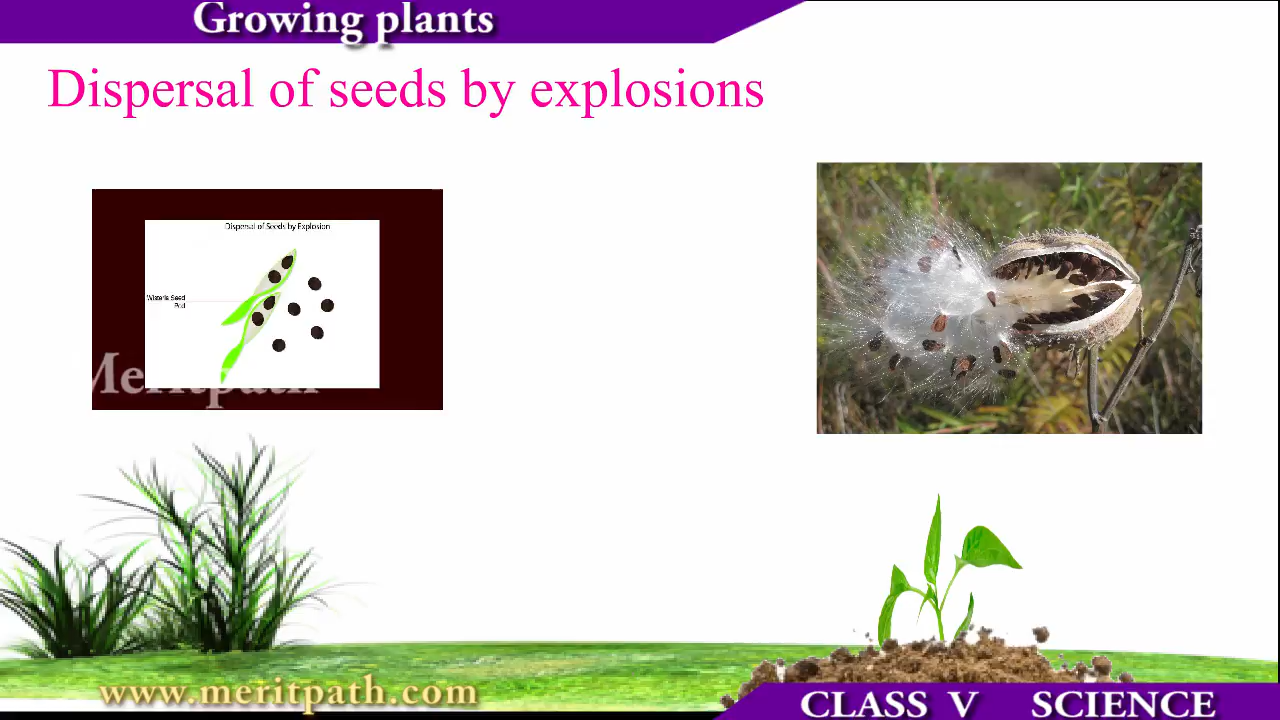 Growing plants
Dispersal of seeds by explosions
Dispersal of Seeds by Explosion
Wisteria Seed
Pod
Meritpath
www.meritpath.com
CLASS V SCIENCE